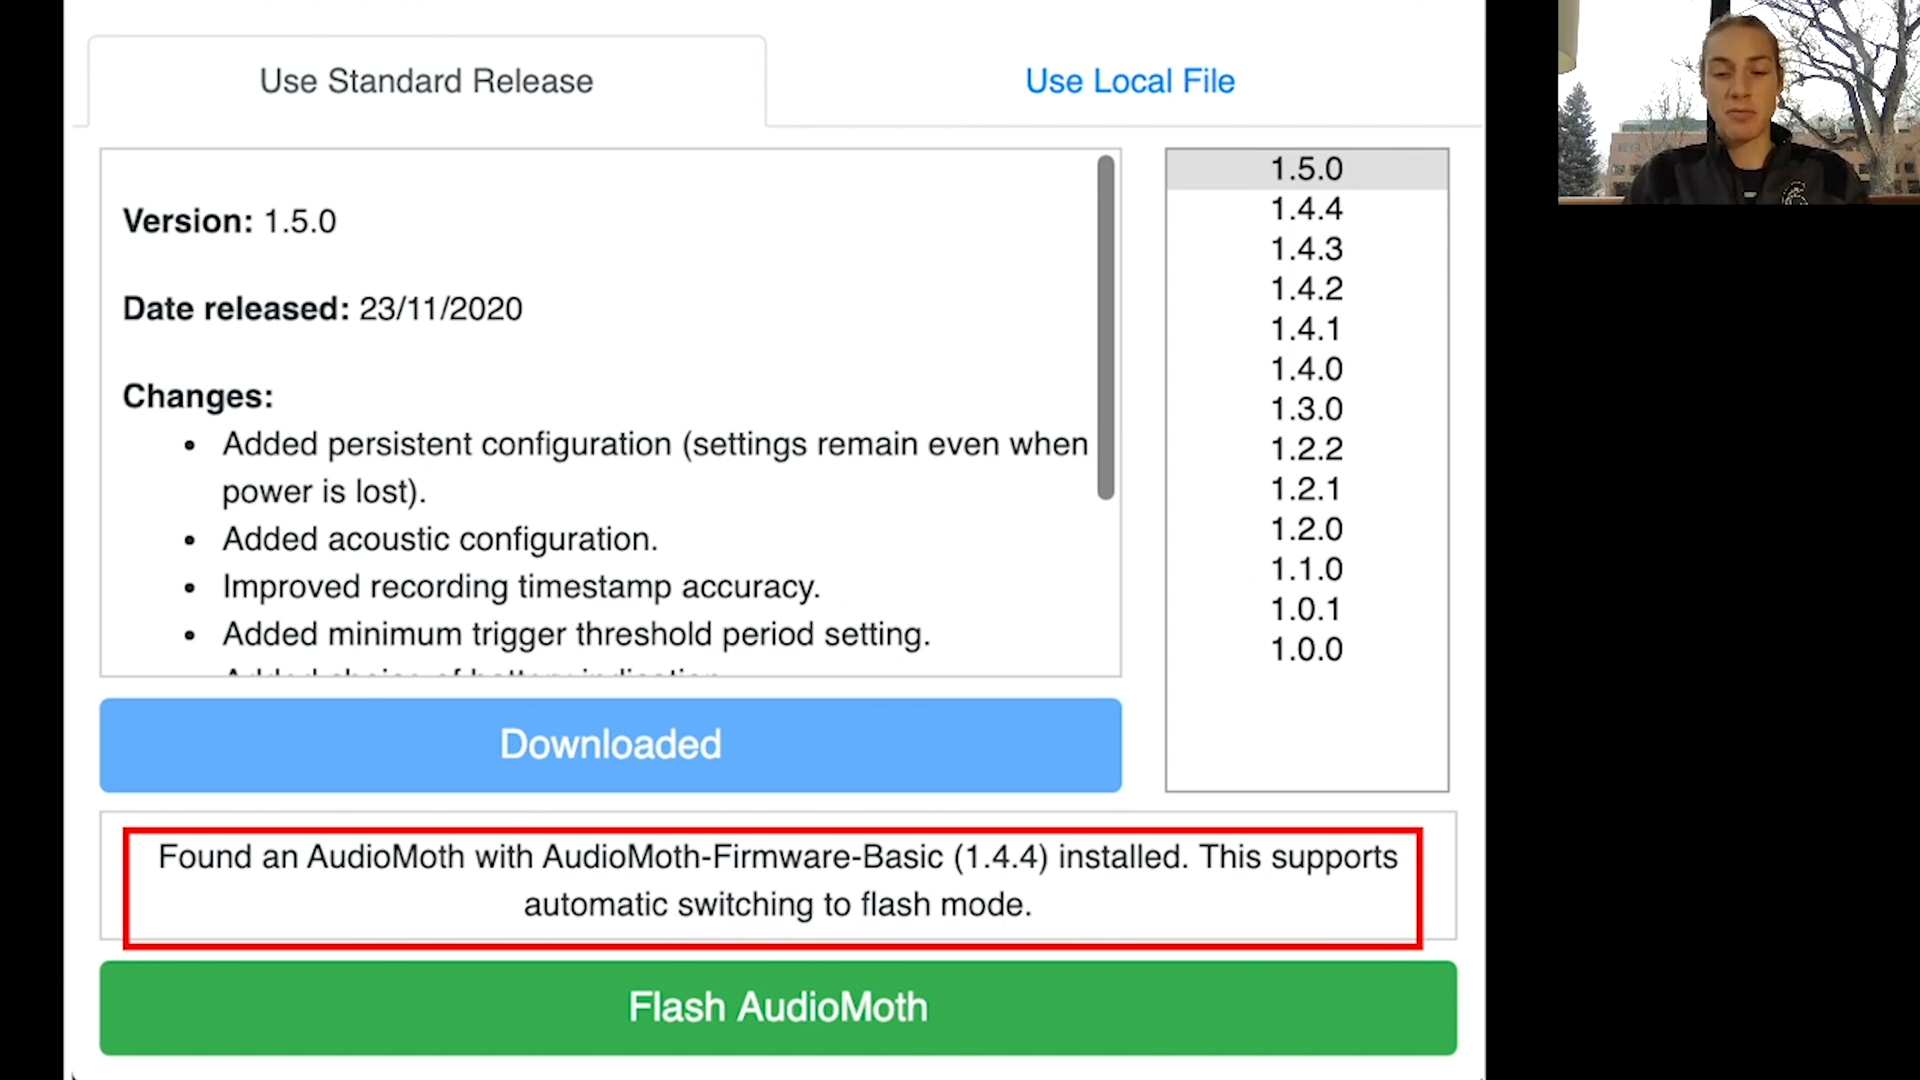 Use Standard Release
Use Local File
Version: 1.5.0
Date released: 23/11/2020
Changes:
• Added persistent configuration (settings remain even when
power is lost).
• Added acoustic configuration.
• Improved recording timestamp accuracy.
• Added minimum trigger threshold period setting.
Added choice of battery indication
1.5.0
1.4.4
1.4.3
1.4.2
1.4.1
1.4.0
1.3.0
1.2.2
1.2.1
1.2.0
1.1.0
1.0.1
1.0.0
Downloaded
Found an AudioMoth with AudioMoth-Firmware-Basic (1.4.4) installed. This supports
automatic switching to flash mode.
Flash AudioMoth